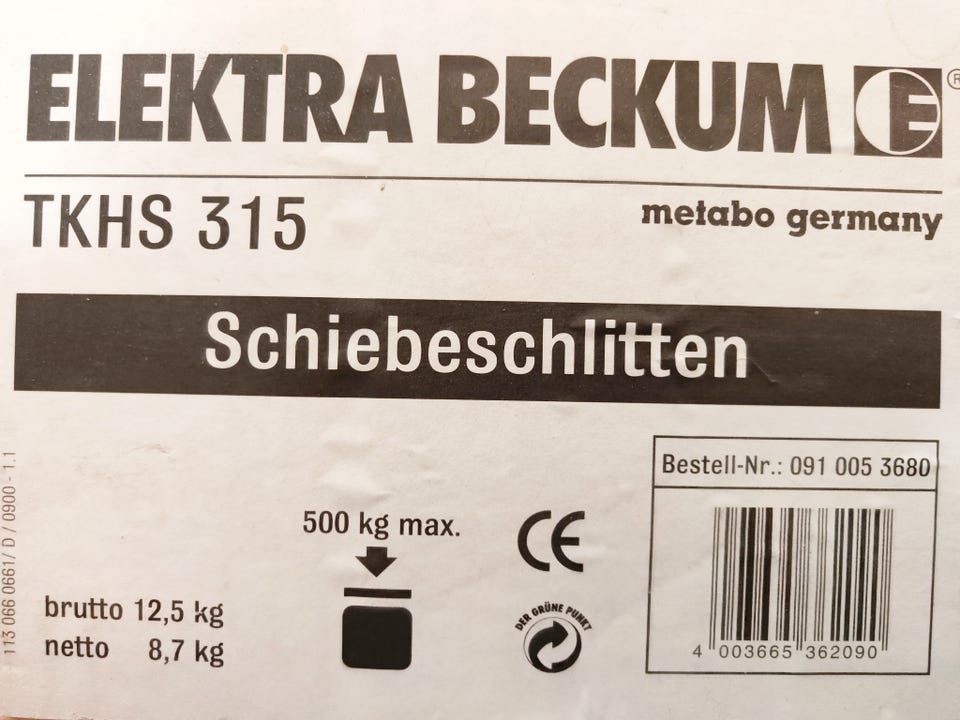 ELEKTRA BECKUM E ®
TKHS 315
metabo germany
Schiebeschlitten
Bestell-Nr.: 091 005 3680
500 kg max.
CE
DER GRÜNE PUNKT
brutto 12,5 kg
netto 8,7 kg
4 003665 362090
113 066 0661/ D / 0900 - 1.1